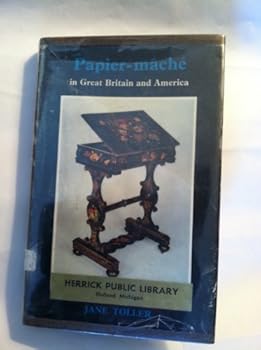 Papier-mâché
in Great Britain and America
HERRICK PUBLIC LIBRARY
Holland, Michigan
JANE TOLLER